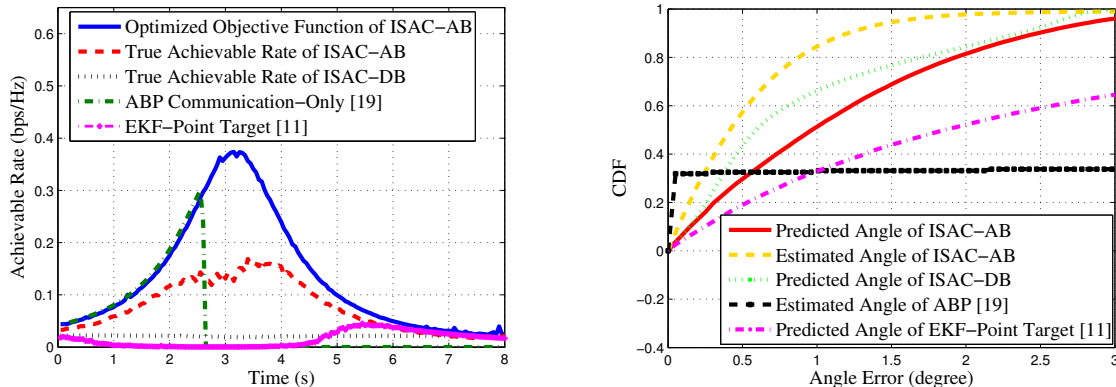 0.6
0.5
0.4
0.3
0.2
0.1
0
0
1
2
3
4
5
6
7
8
Achievable Rate (bps/Hz)
Time (s)
Optimized Objective Function of ISAC−AB
True Achievable Rate of ISAC−AB
True Achievable Rate of ISAC−DB
ABP Communication−Only [19]
EKF−Point Target [11]
1
0.8
0.6
0.4
0.2
0
−0.2
−0.4
0
0.5
1
1.5
2
2.5
3
CDF
Angle Error (degree)
Predicted Angle of ISAC−AB
Estimated Angle of ISAC−AB
Predicted Angle of ISAC−DB
Estimated Angle of ABP [19]
Predicted Angle of EKF−Point Target [11]